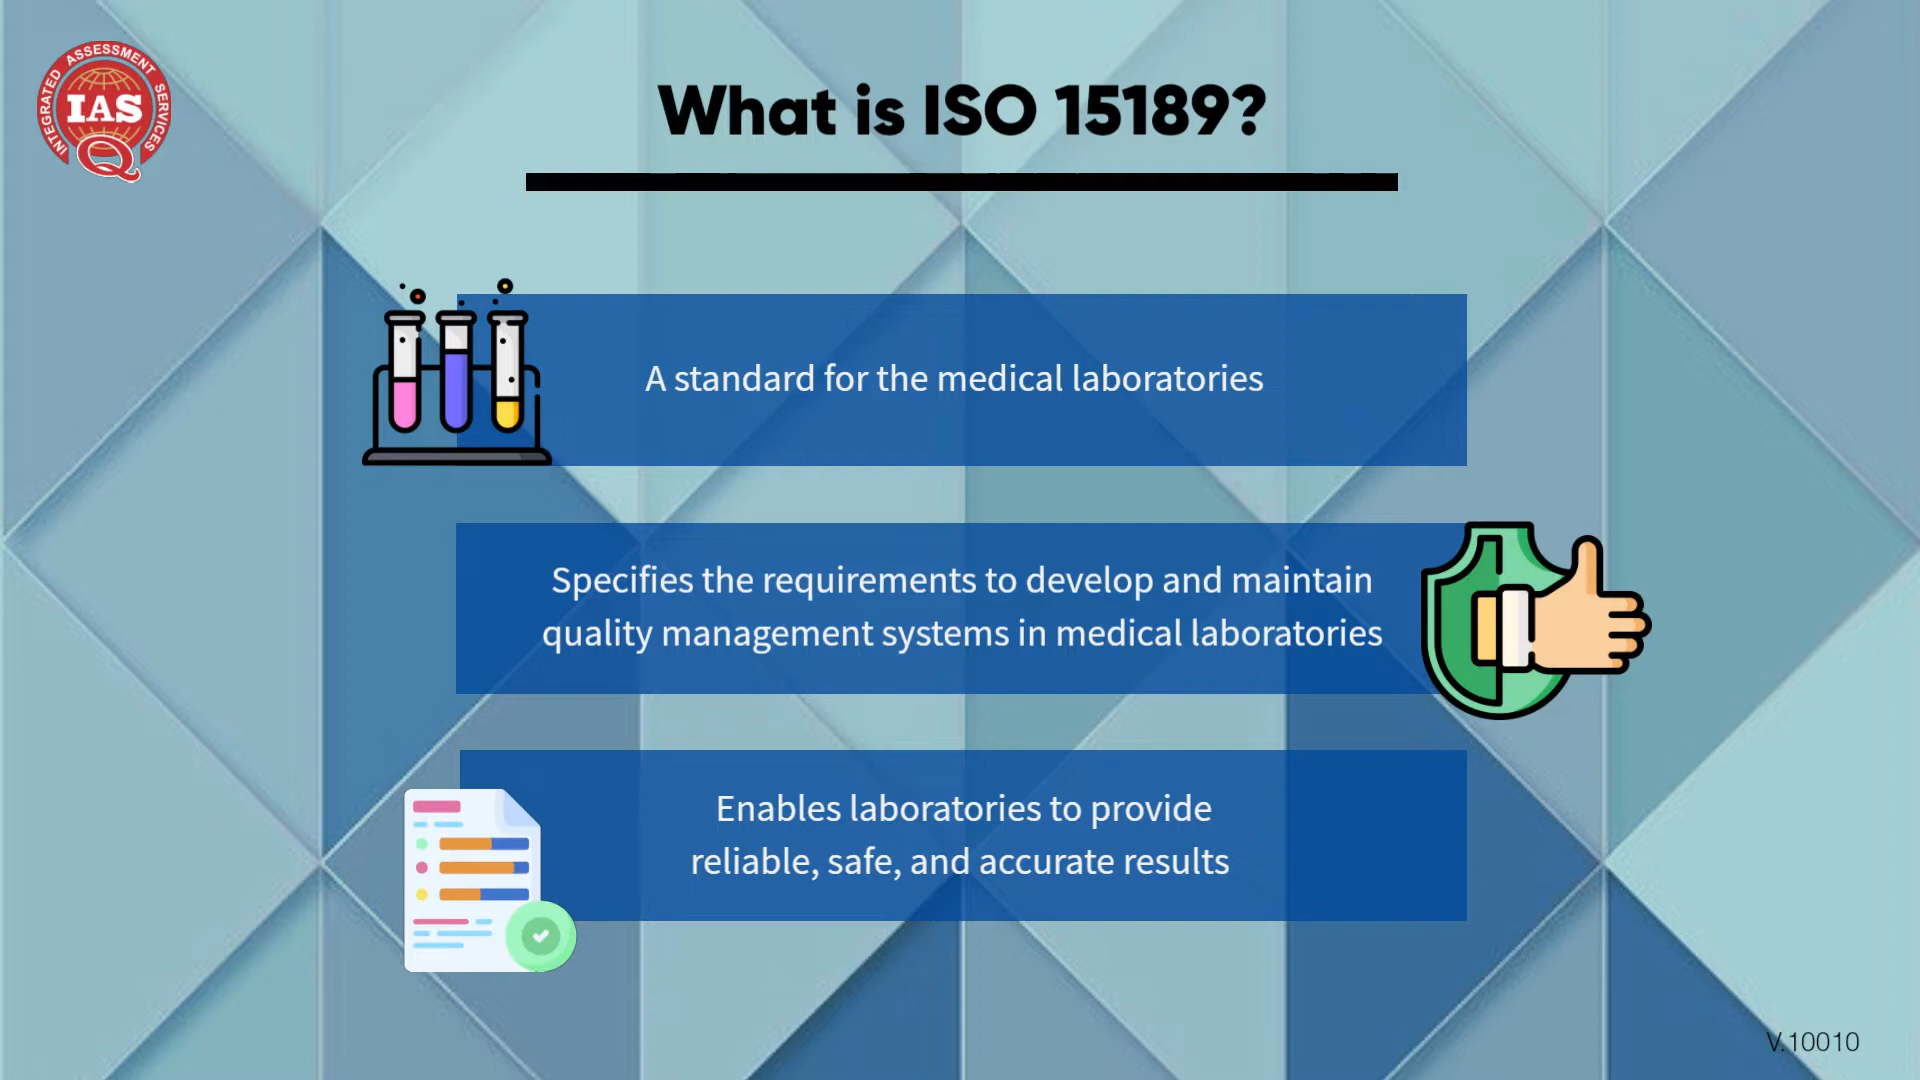 INTEGRATED ASSESSMENT SERVICES
IAS
Q
What is ISO 15189?
A standard for the medical laboratories
Specifies the requirements to develop and maintain
quality management systems in medical laboratories
Enables laboratories to provide
reliable, safe, and accurate results
V.10010